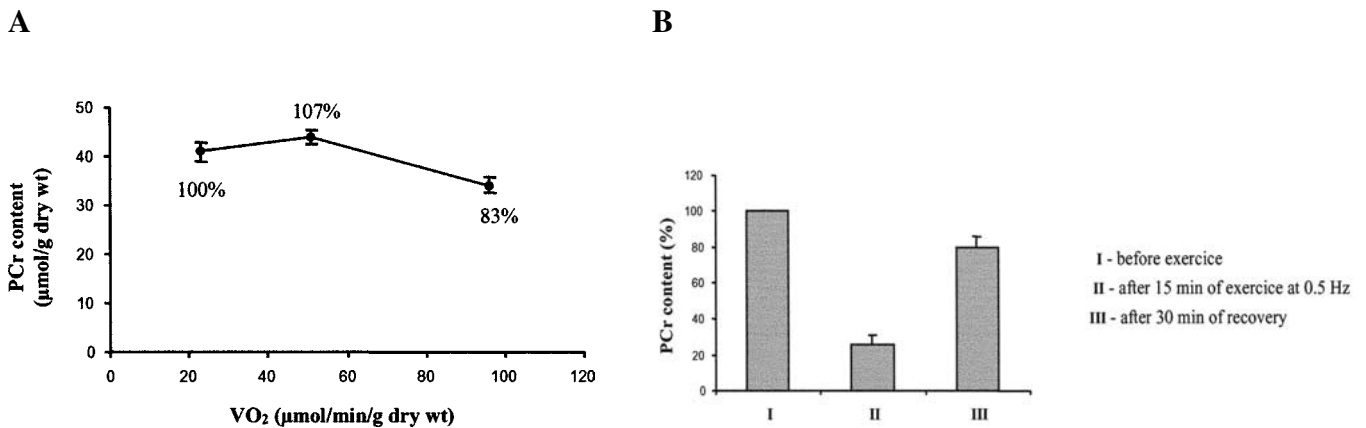 A
PCr content
(µmol/g dry wt)
50
40
30
20
10
0
107%
100%
83%
0 20 40 60 80 100 120
VO₂ (µmol/min/g dry wt)
B
PCr content (%)
120
100
80
60
40
20
0
I II III
I - before exercice
II - after 15 min of exercice at 0.5 Hz
III - after 30 min of recovery